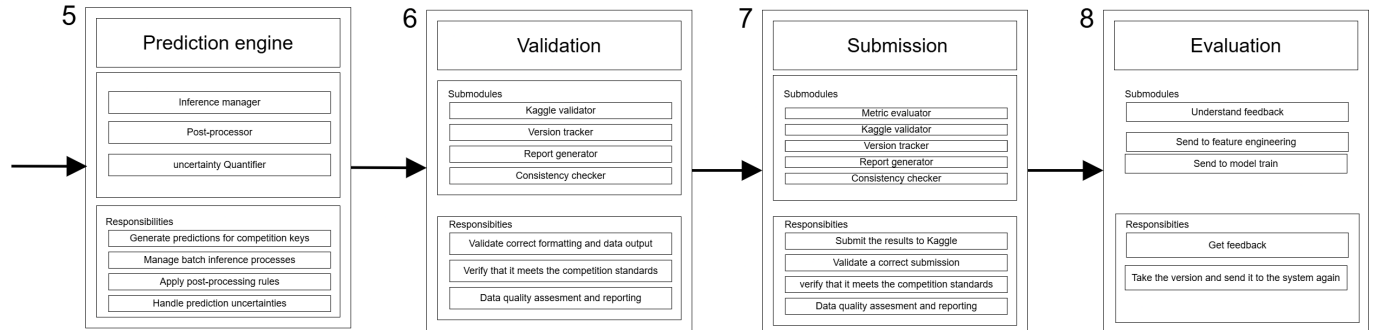 5
Prediction engine
Inference manager
Post-processor
uncertainty Quantifier
Responsibilities
Generate predictions for competition keys
Manage batch inference processes
Apply post-processing rules
Handle prediction uncertainties
6
Validation
Submodules
Kaggle validator
Version tracker
Report generator
Consistency checker
Responsibities
Validate correct formatting and data output
Verify that it meets the competition standards
Data quality assesment and reporting
7
Submission
Submodules
Metric evaluator
Kaggle validator
Version tracker
Report generator
Consistency checker
Responsibities
Submit the results to Kaggle
Validate a correct submission
verify that it meets the competition standards
Data quality assesment and reporting
8
Evaluation
Submodules
Understand feedback
Send to feature engineering
Send to model train
Responsibities
Get feedback
Take the version and send it to the system again